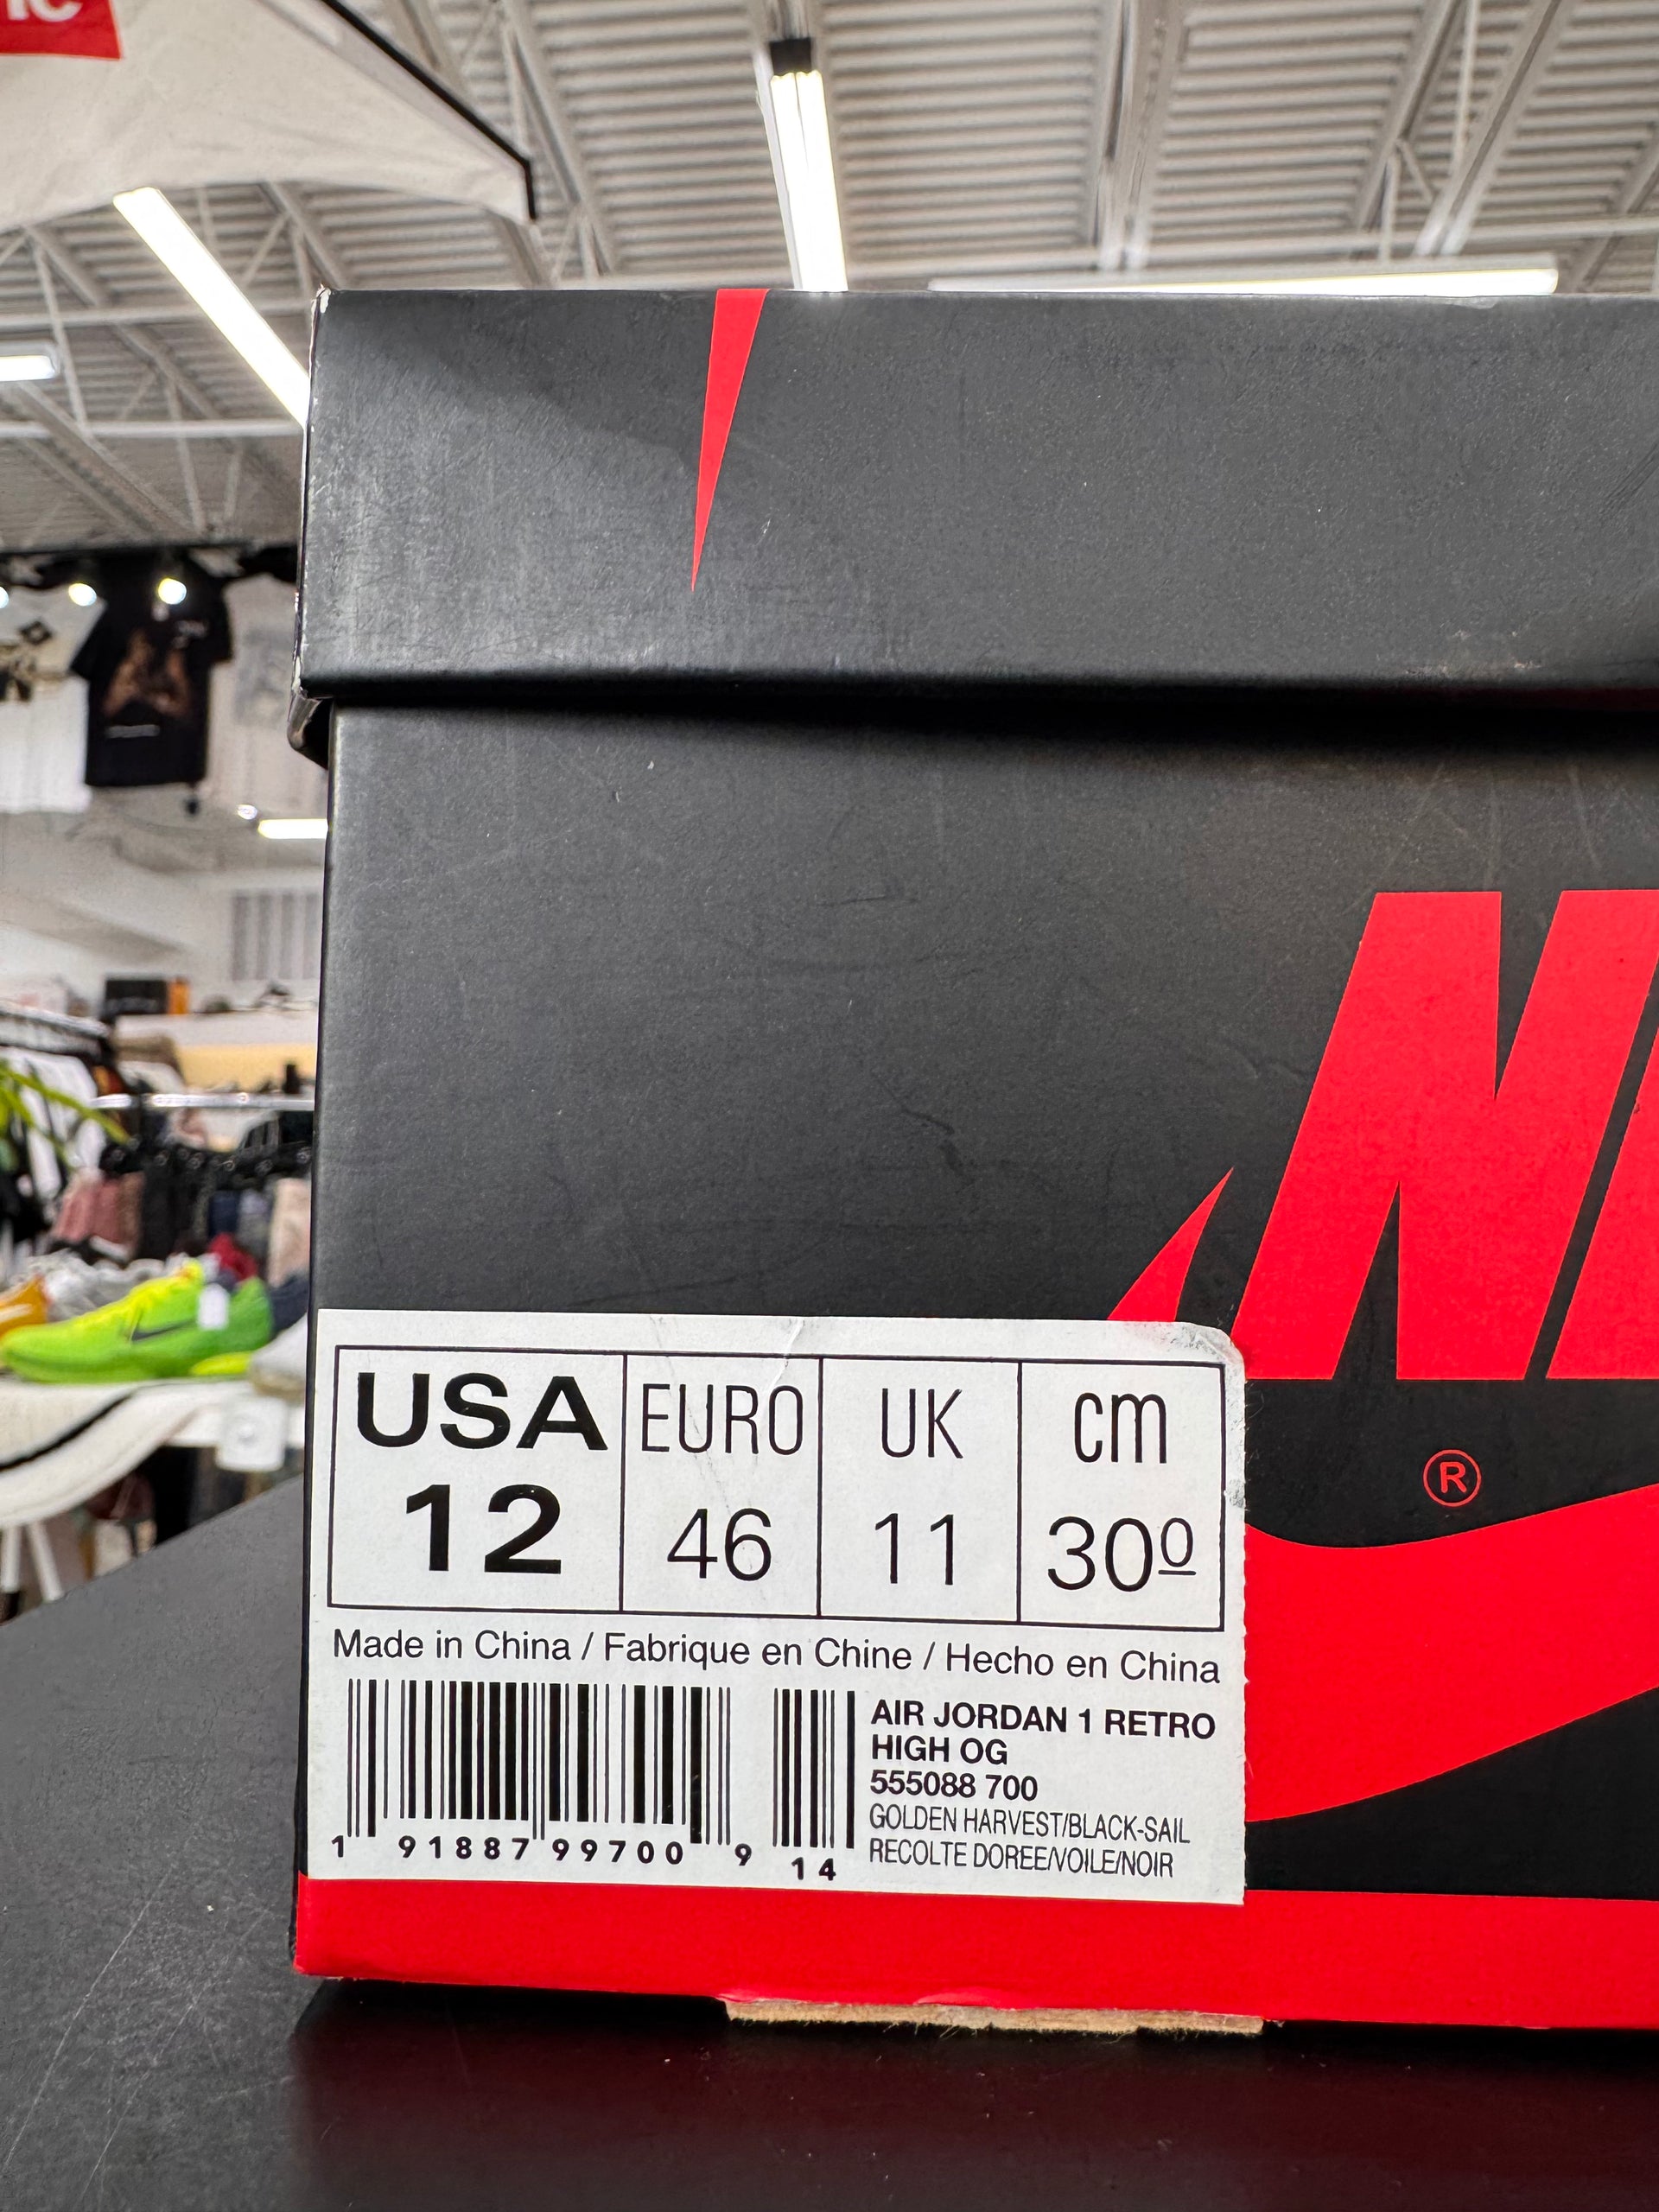 USA EURO UK cm
12 46 11 30º
Made in China / Fabrique en Chine / Hecho en China
AIR JORDAN 1 RETRO
HIGH OG
555088 700
GOLDEN HARVEST/BLACK-SAIL
RECOLTE DOREE/VOILE/NOIR
1 91887 99700 9 14
®